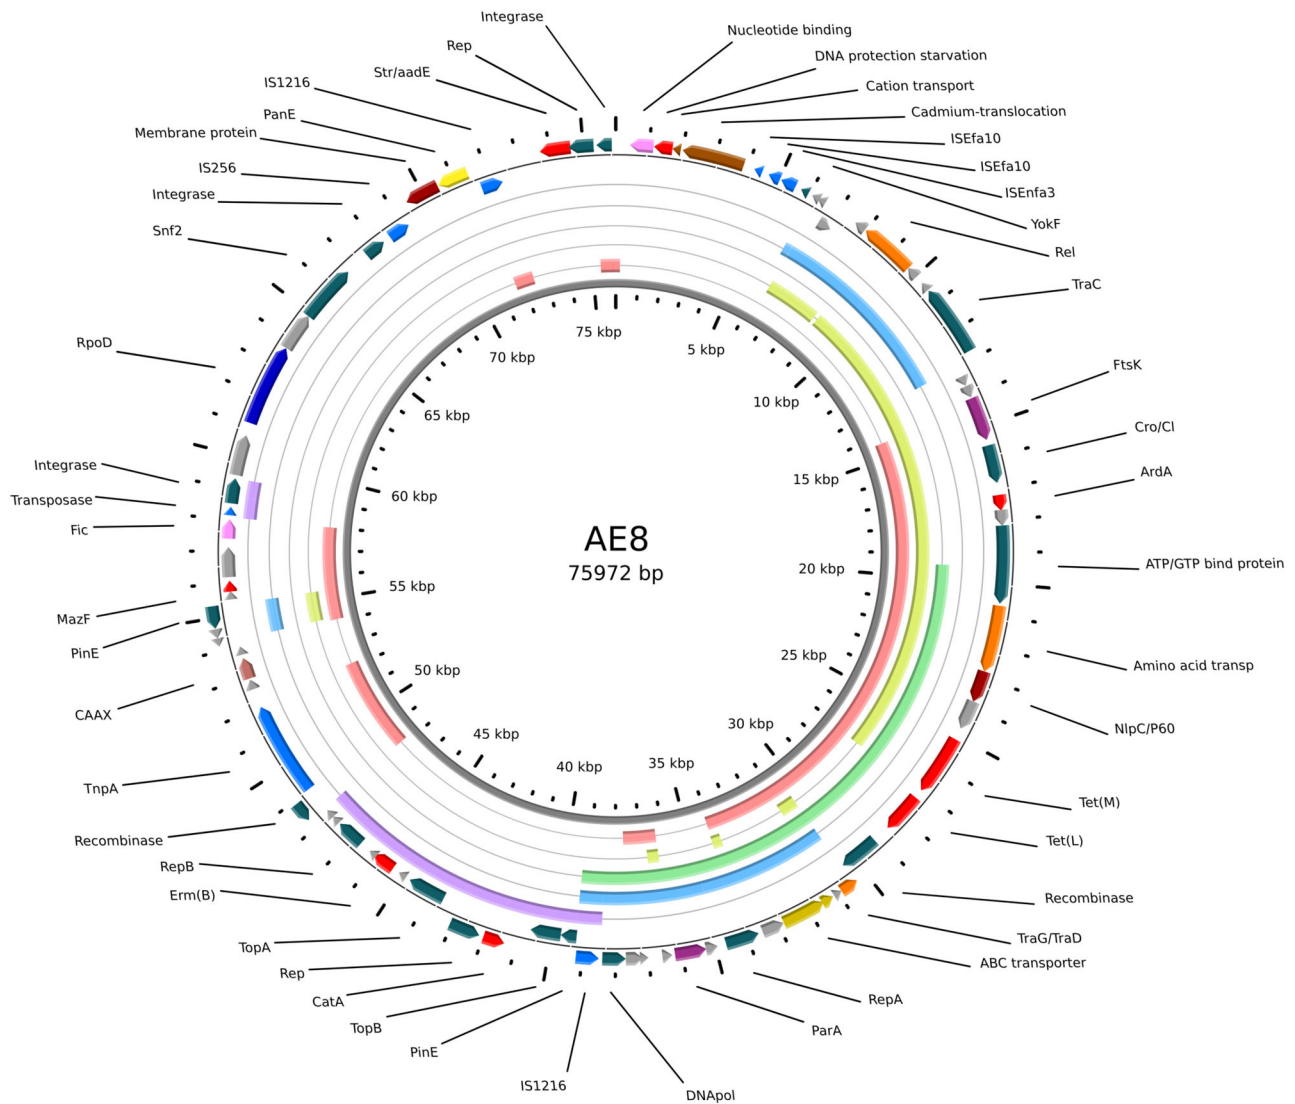 Integrase
Nucleotide binding
Rep
DNA protection starvation
Str/aadE
IS1216
Cation transport
PanE
Cadmium-translocation
Membrane protein
ISEfa10
IS256
ISEfa10
Integrase
ISEnfa3
Snf2
YokF
Rel
TraC
75 kbp
5 kbp
70 kbp
RpoD
FtsK
10 kbp
65 kbp
Cro/CI
Integrase
ArdA
15 kbp
60 kbp
Transposase
Fic
AE8
ATP/GTP bind protein
20 kbp
75972 bp
55 kbp
MazF
PinE
25 kbp
Amino acid transp
50 kbp
CAAX
30 kbp
NlpC/P60
45 kbp
35 kbp
40 kbp
TnpA
Tet(M)
Recombinase
Tet(L)
RepB
Erm(B)
Recombinase
TraG/TraD
TopA
ABC transporter
Rep
CatA
RepA
TopB
ParA
PinE
IS1216
DNApol